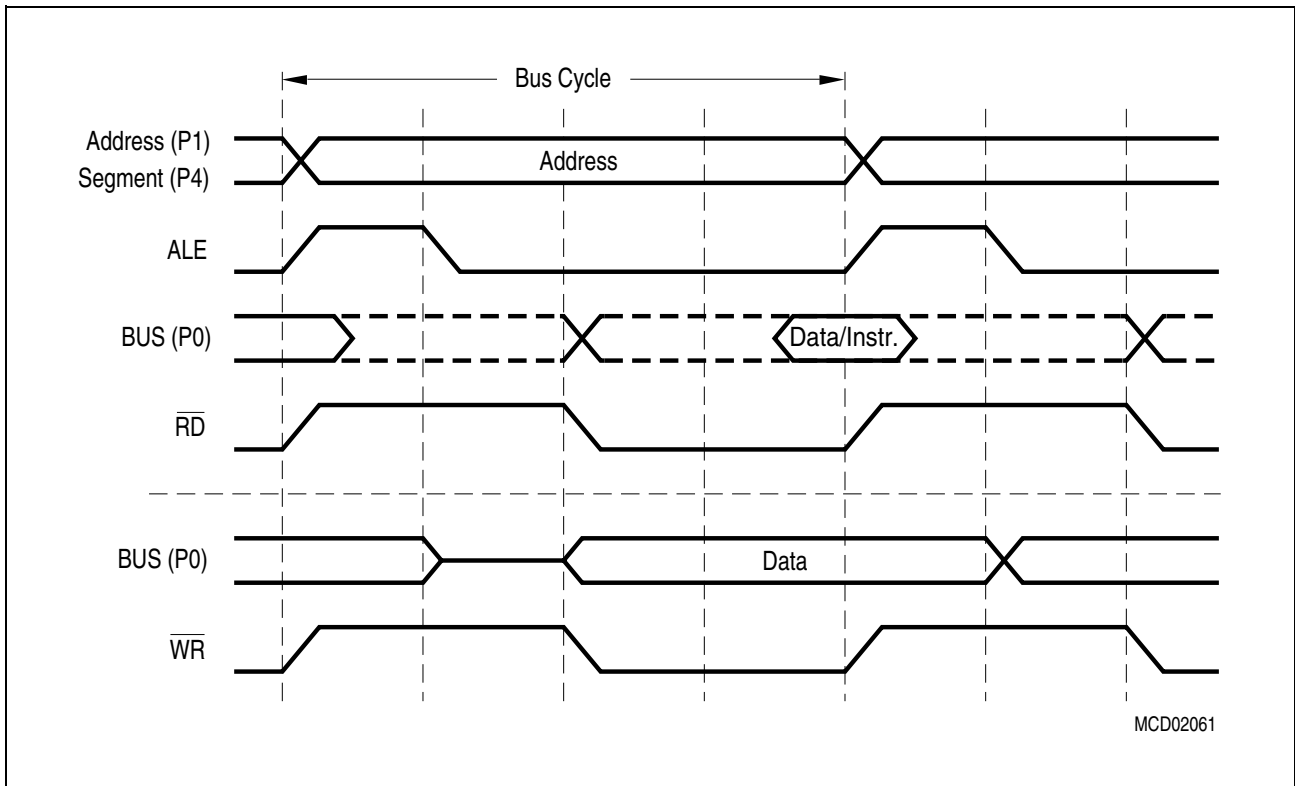 Bus Cycle
Address (P1)
Segment (P4)
Address
ALE
BUS (P0)
Data/Instr.
RD
BUS (P0)
Data
WR
MCD02061